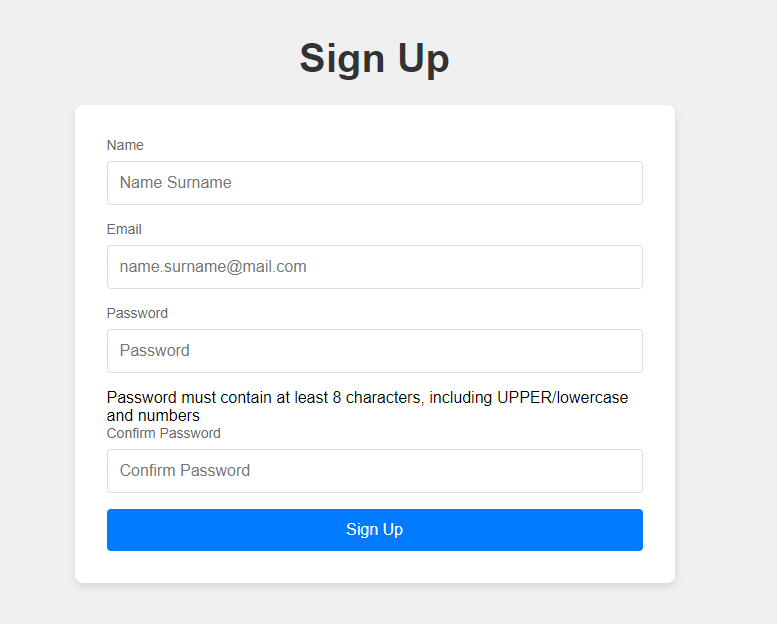 Sign Up
Name
Name Surname
Email
name.surname@mail.com
Password
Password
Password must contain at least 8 characters, including UPPER/lowercase
and numbers
Confirm Password
Confirm Password
Sign Up